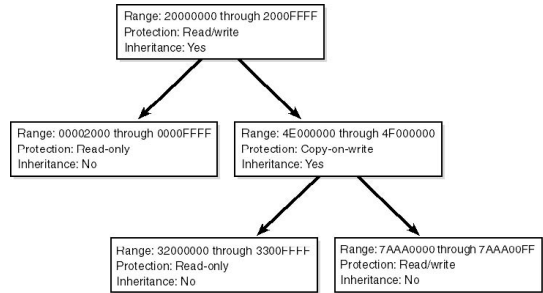 Range: 20000000 through 2000FFFF
Protection: Read/write
Inheritance: Yes
Range: 00002000 through 0000FFFF
Protection: Read-only
Inheritance: No
Range: 4E000000 through 4F000000
Protection: Copy-on-write
Inheritance: Yes
Range: 32000000 through 3300FFFF
Protection: Read-only
Inheritance: No
Range: 7AAA0000 through 7AAA00FF
Protection: Read/write
Inheritance: No